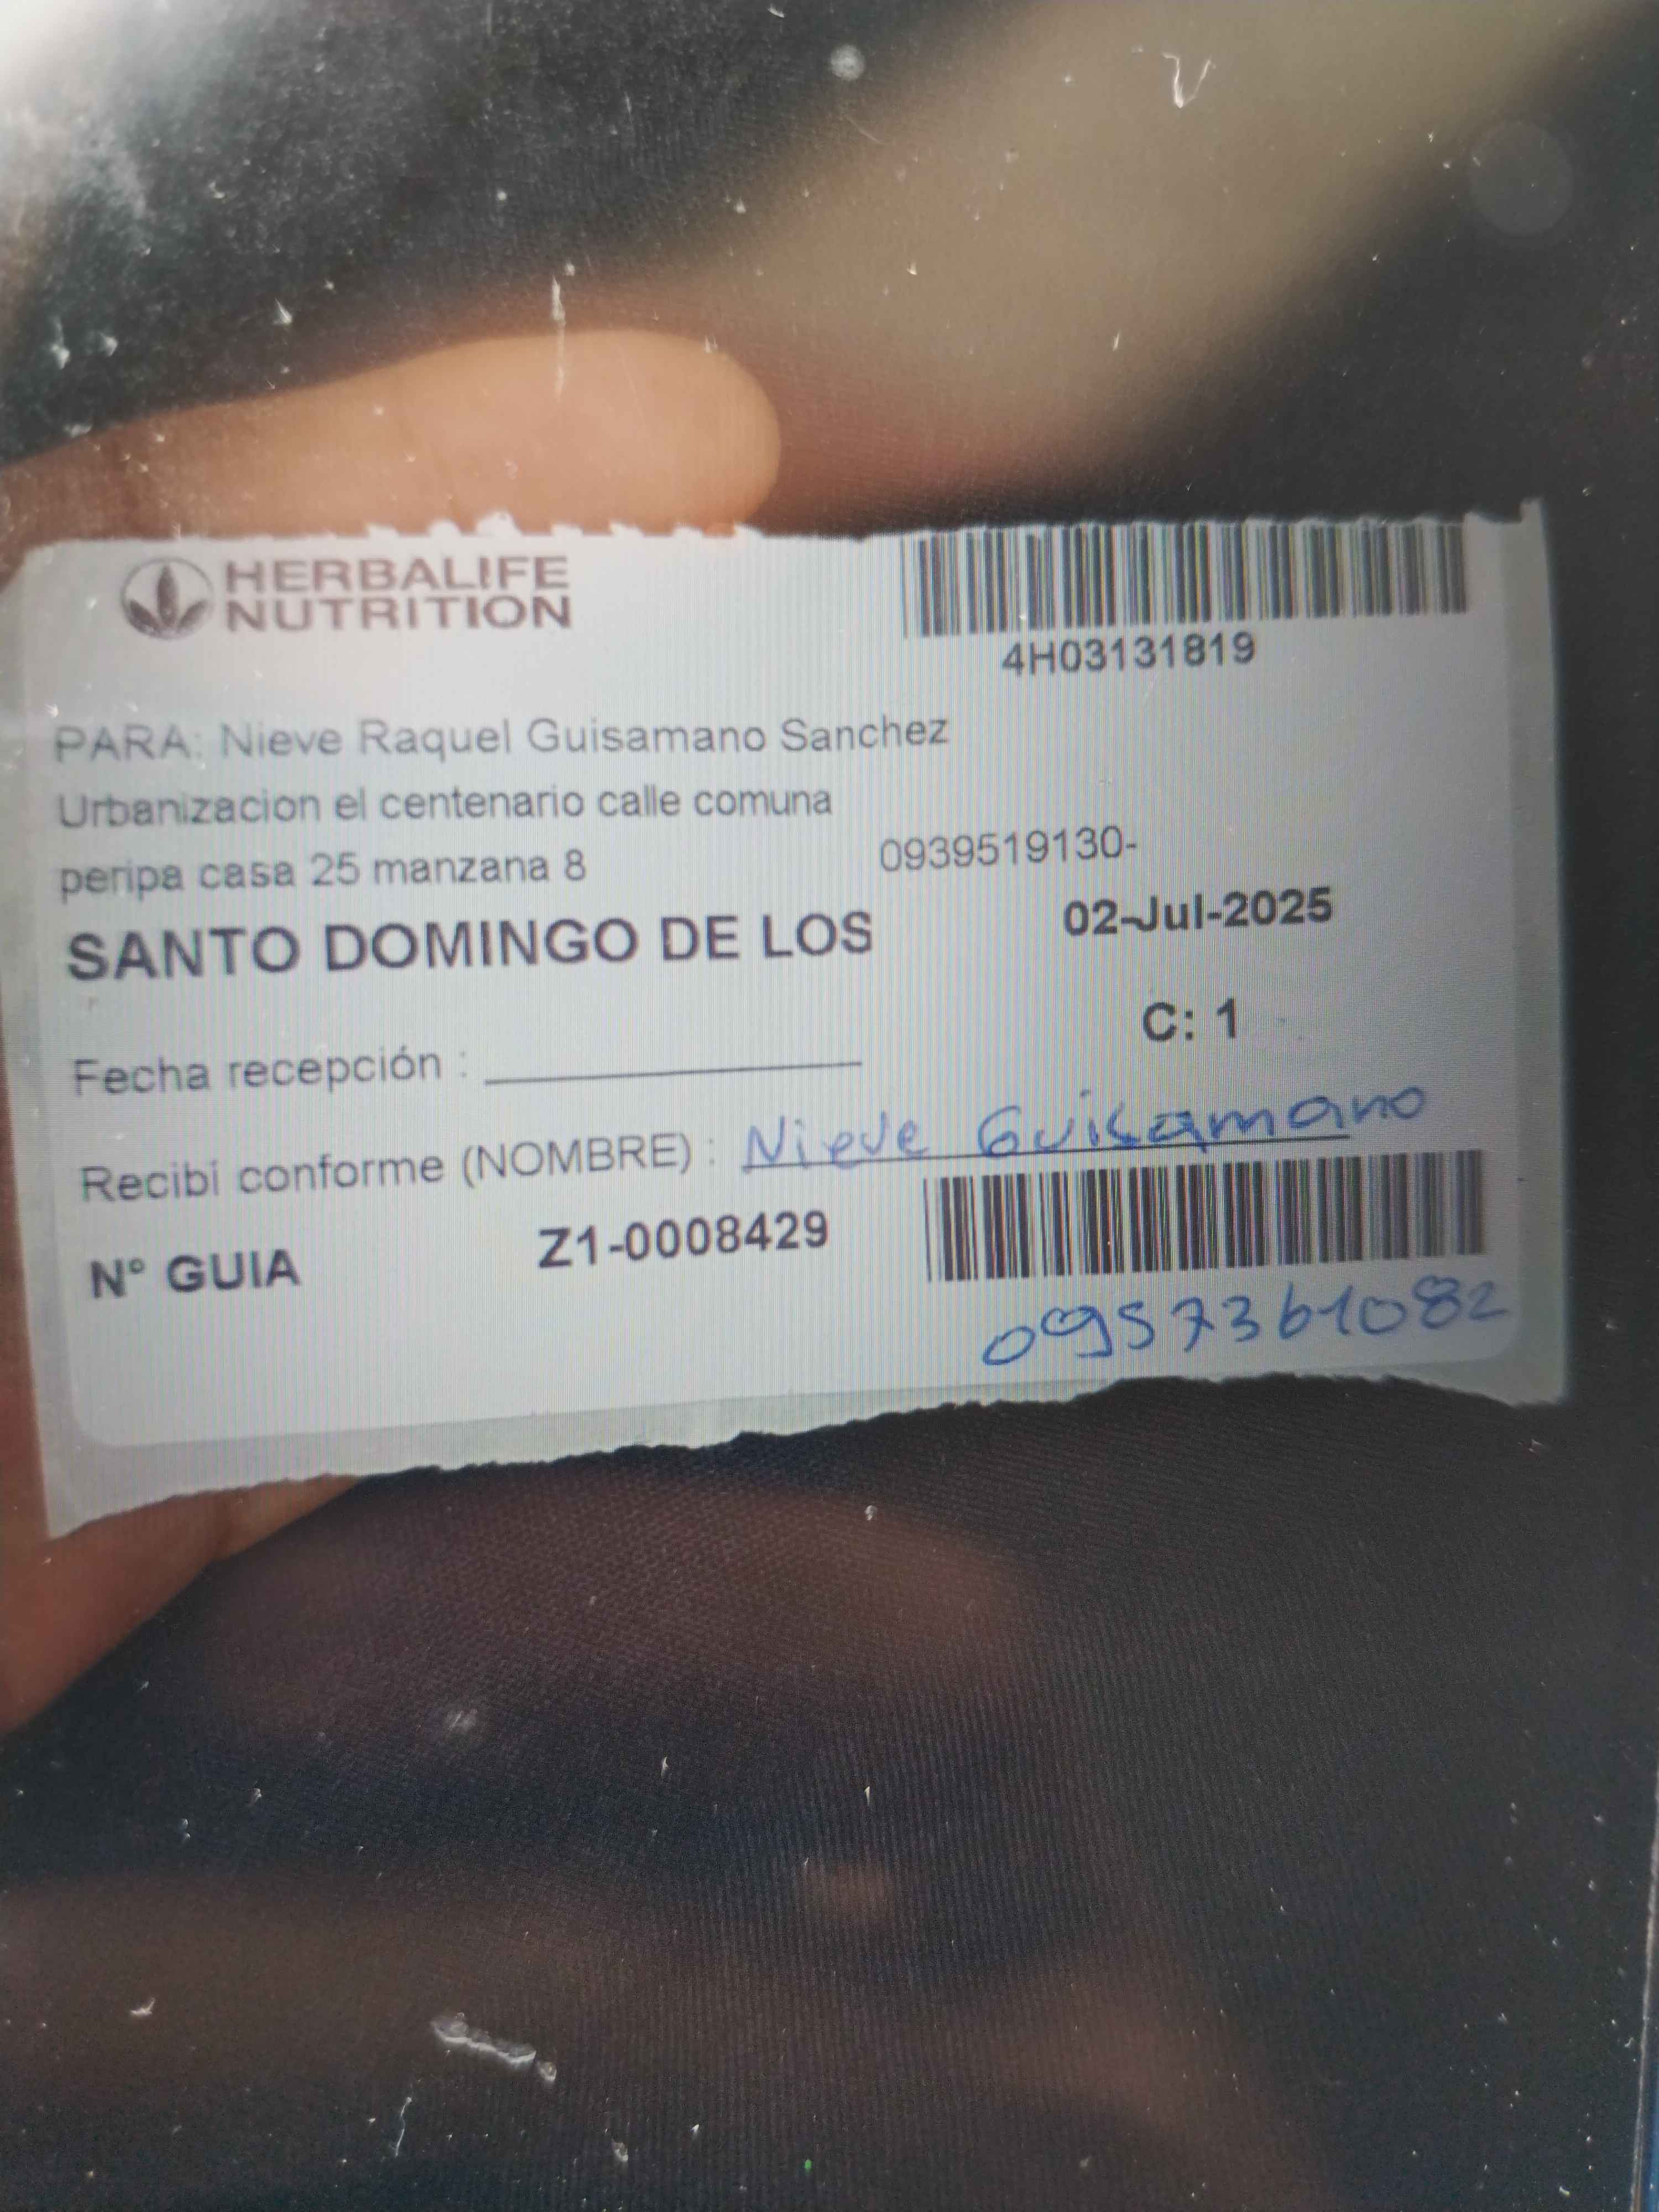 HERBALIFE
NUTRITION
4H03131819
PARA: Nieve Raquel Guisamano Sanchez
Urbanizacion el centenario calle comuna
peripa casa 25 manzana 8
0939519130-
SANTO DOMINGO DE LOS
02-Jul-2025
C: 1
Fecha recepción :
Recibí conforme (NOMBRE) : Nieve Guisamano
N° GUIA Z1-0008429
0957361082